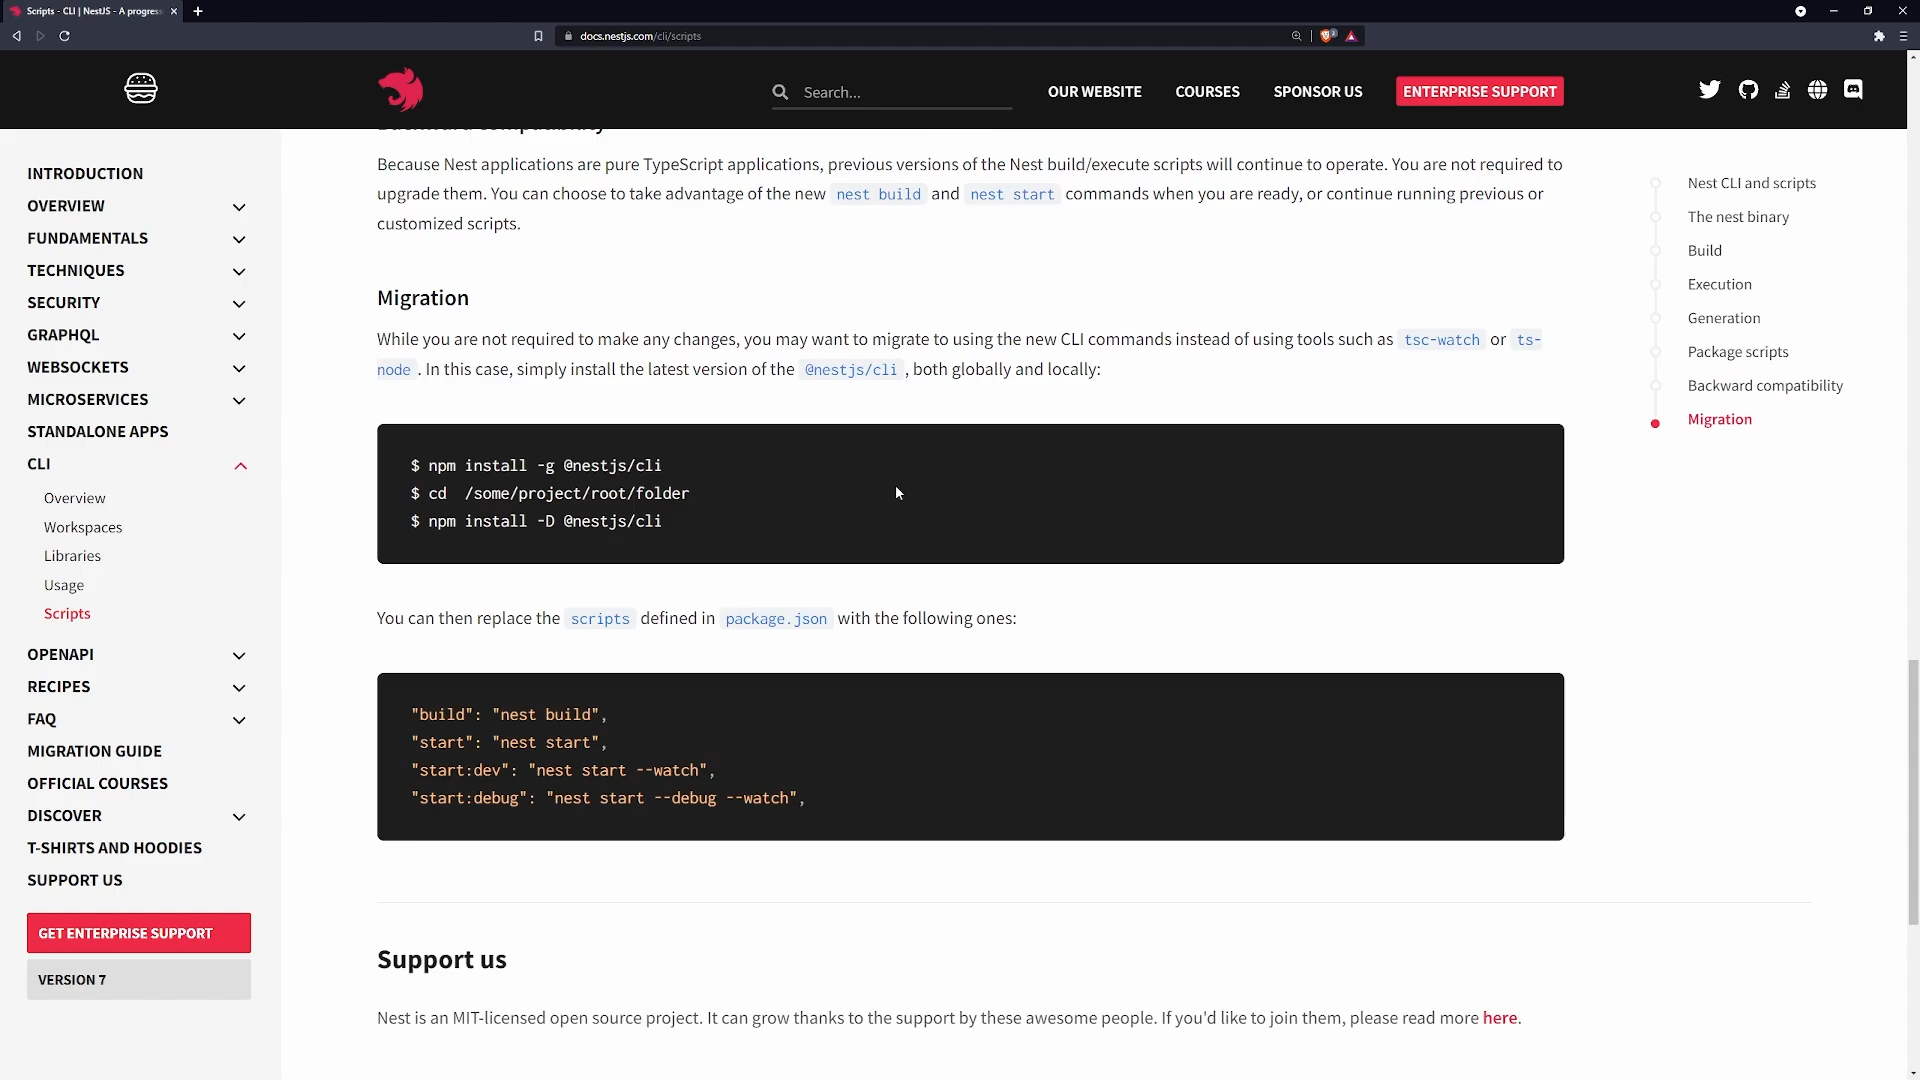 Scripts - CLI | NestJS - A progress
docs.nestjs.com/cli/scripts
Search...
OUR WEBSITE
COURSES
SPONSOR US
ENTERPRISE SUPPORT
INTRODUCTION
OVERVIEW
FUNDAMENTALS
TECHNIQUES
SECURITY
GRAPHQL
WEBSOCKETS
MICROSERVICES
STANDALONE APPS
CLI
Overview
Workspaces
Libraries
Usage
Scripts
OPENAPI
RECIPES
FAQ
MIGRATION GUIDE
OFFICIAL COURSES
DISCOVER
T-SHIRTS AND HOODIES
SUPPORT US
GET ENTERPRISE SUPPORT
VERSION 7
Backward compatibility
Because Nest applications are pure TypeScript applications, previous versions of the Nest build/execute scripts will continue to operate. You are not required to
upgrade them. You can choose to take advantage of the new nest build and nest start commands when you are ready, or continue running previous or
customized scripts.
Migration
While you are not required to make any changes, you may want to migrate to using the new CLI commands instead of using tools such as tsc-watch or ts-
node . In this case, simply install the latest version of the @nestjs/cli , both globally and locally:
$ npm install -g @nestjs/cli
$ cd  /some/project/root/folder
$ npm install -D @nestjs/cli
You can then replace the scripts defined in package.json with the following ones:
"build": "nest build",
"start": "nest start",
"start:dev": "nest start --watch",
"start:debug": "nest start --debug --watch",
Support us
Nest is an MIT-licensed open source project. It can grow thanks to the support by these awesome people. If you'd like to join them, please read more here.
Nest CLI and scripts
The nest binary
Build
Execution
Generation
Package scripts
Backward compatibility
Migration